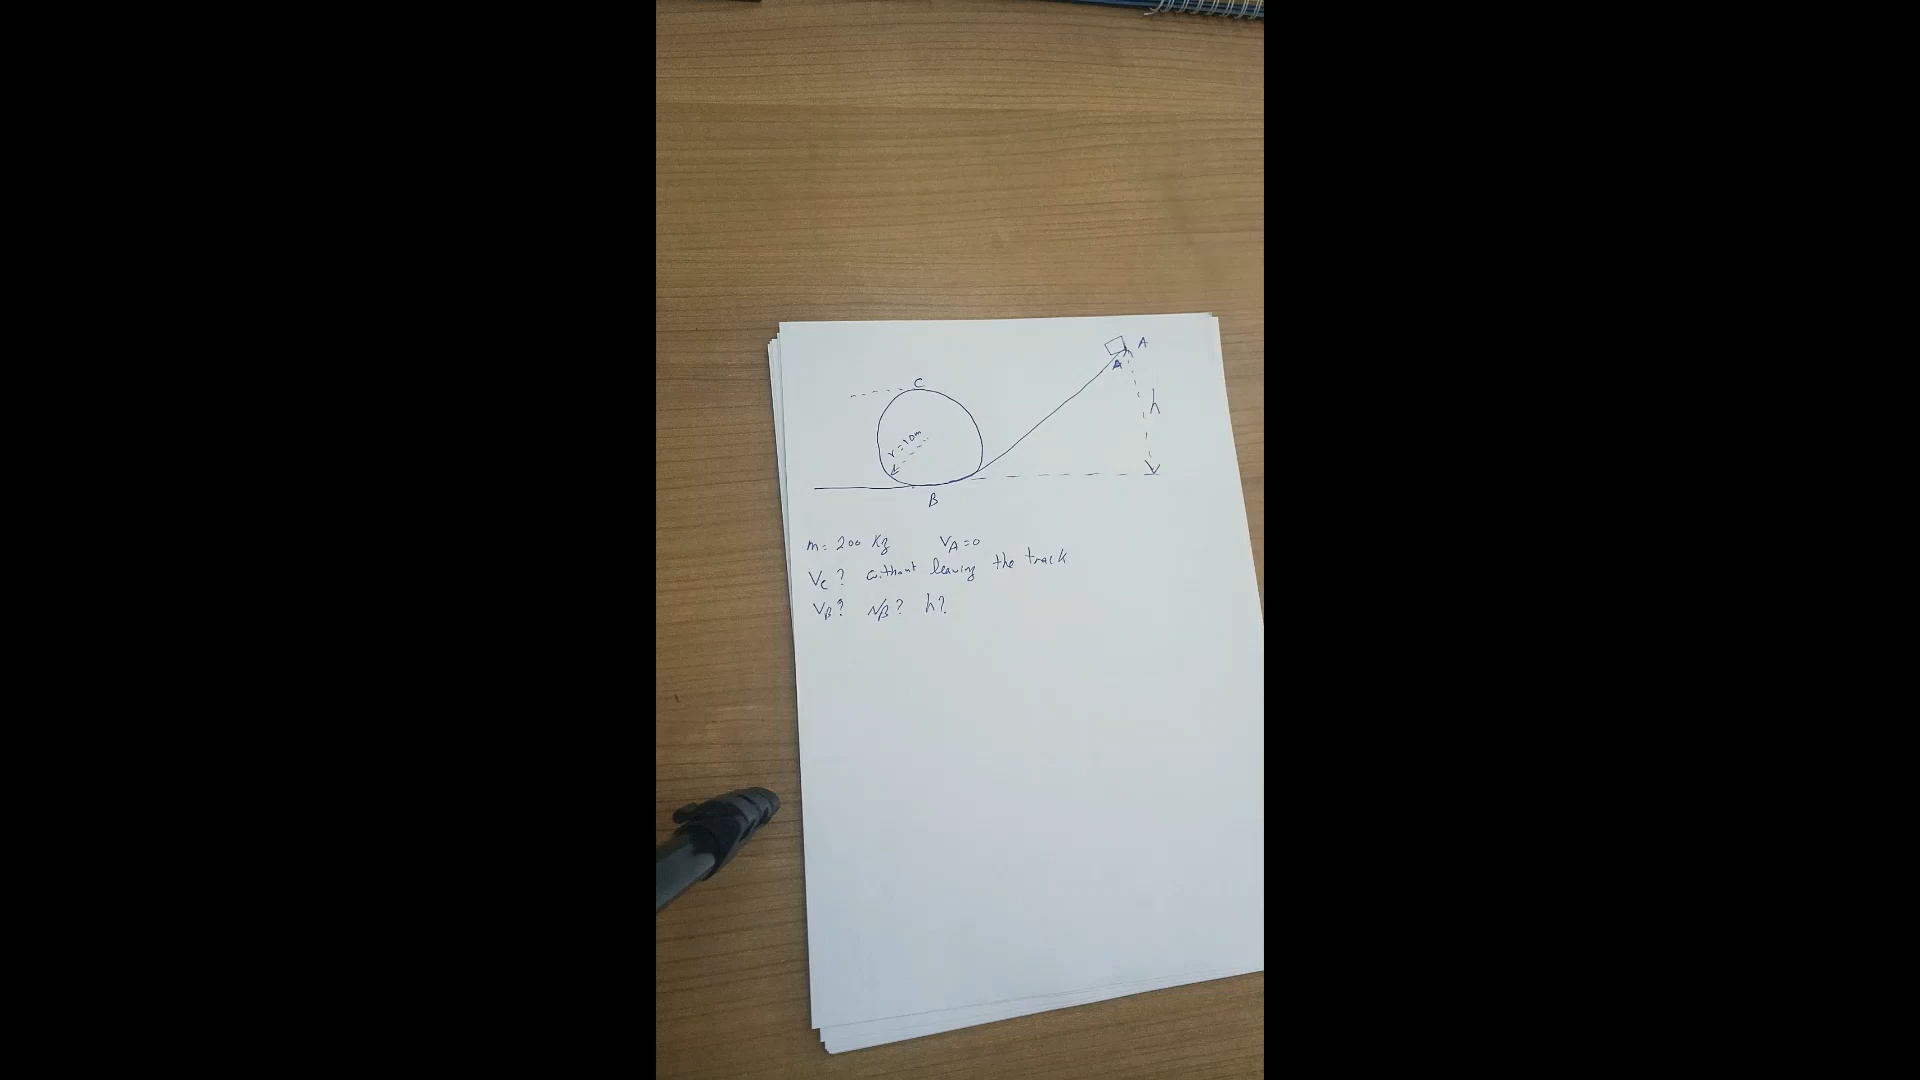 A
A
C
h
r=10m
B
m= 200 Kg VA=0
Vc? without leaving the track
VB? NB? h?